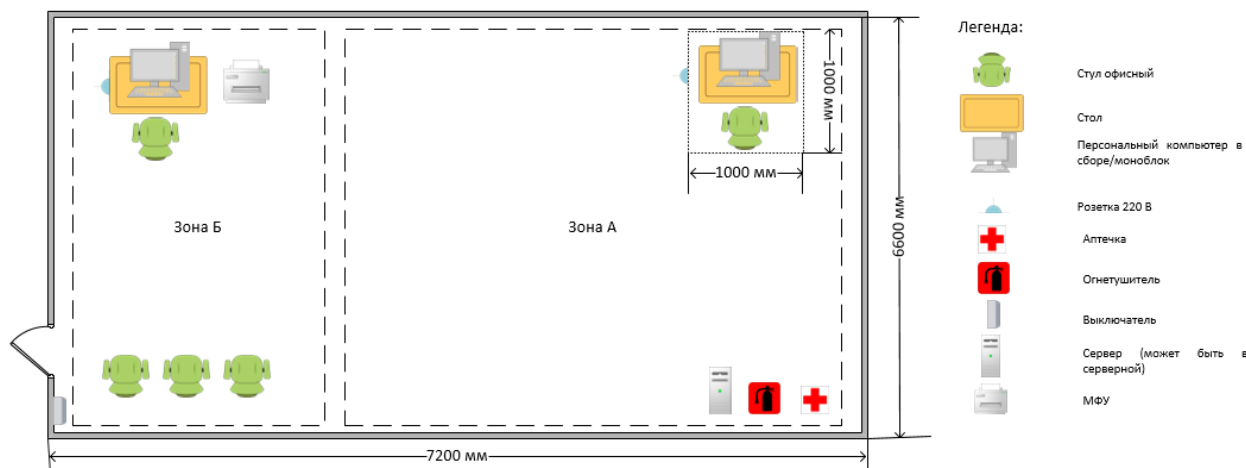 Легенда:
Стул офисный
Стол
Персональный компьютер в
сборе/моноблок
Розетка 220 В
Аптечка
Огнетушитель
Выключатель
Сервер (может быть в
серверной)
МФУ
1000 мм
1000 мм
Зона Б
Зона А
6600 мм
7200 мм